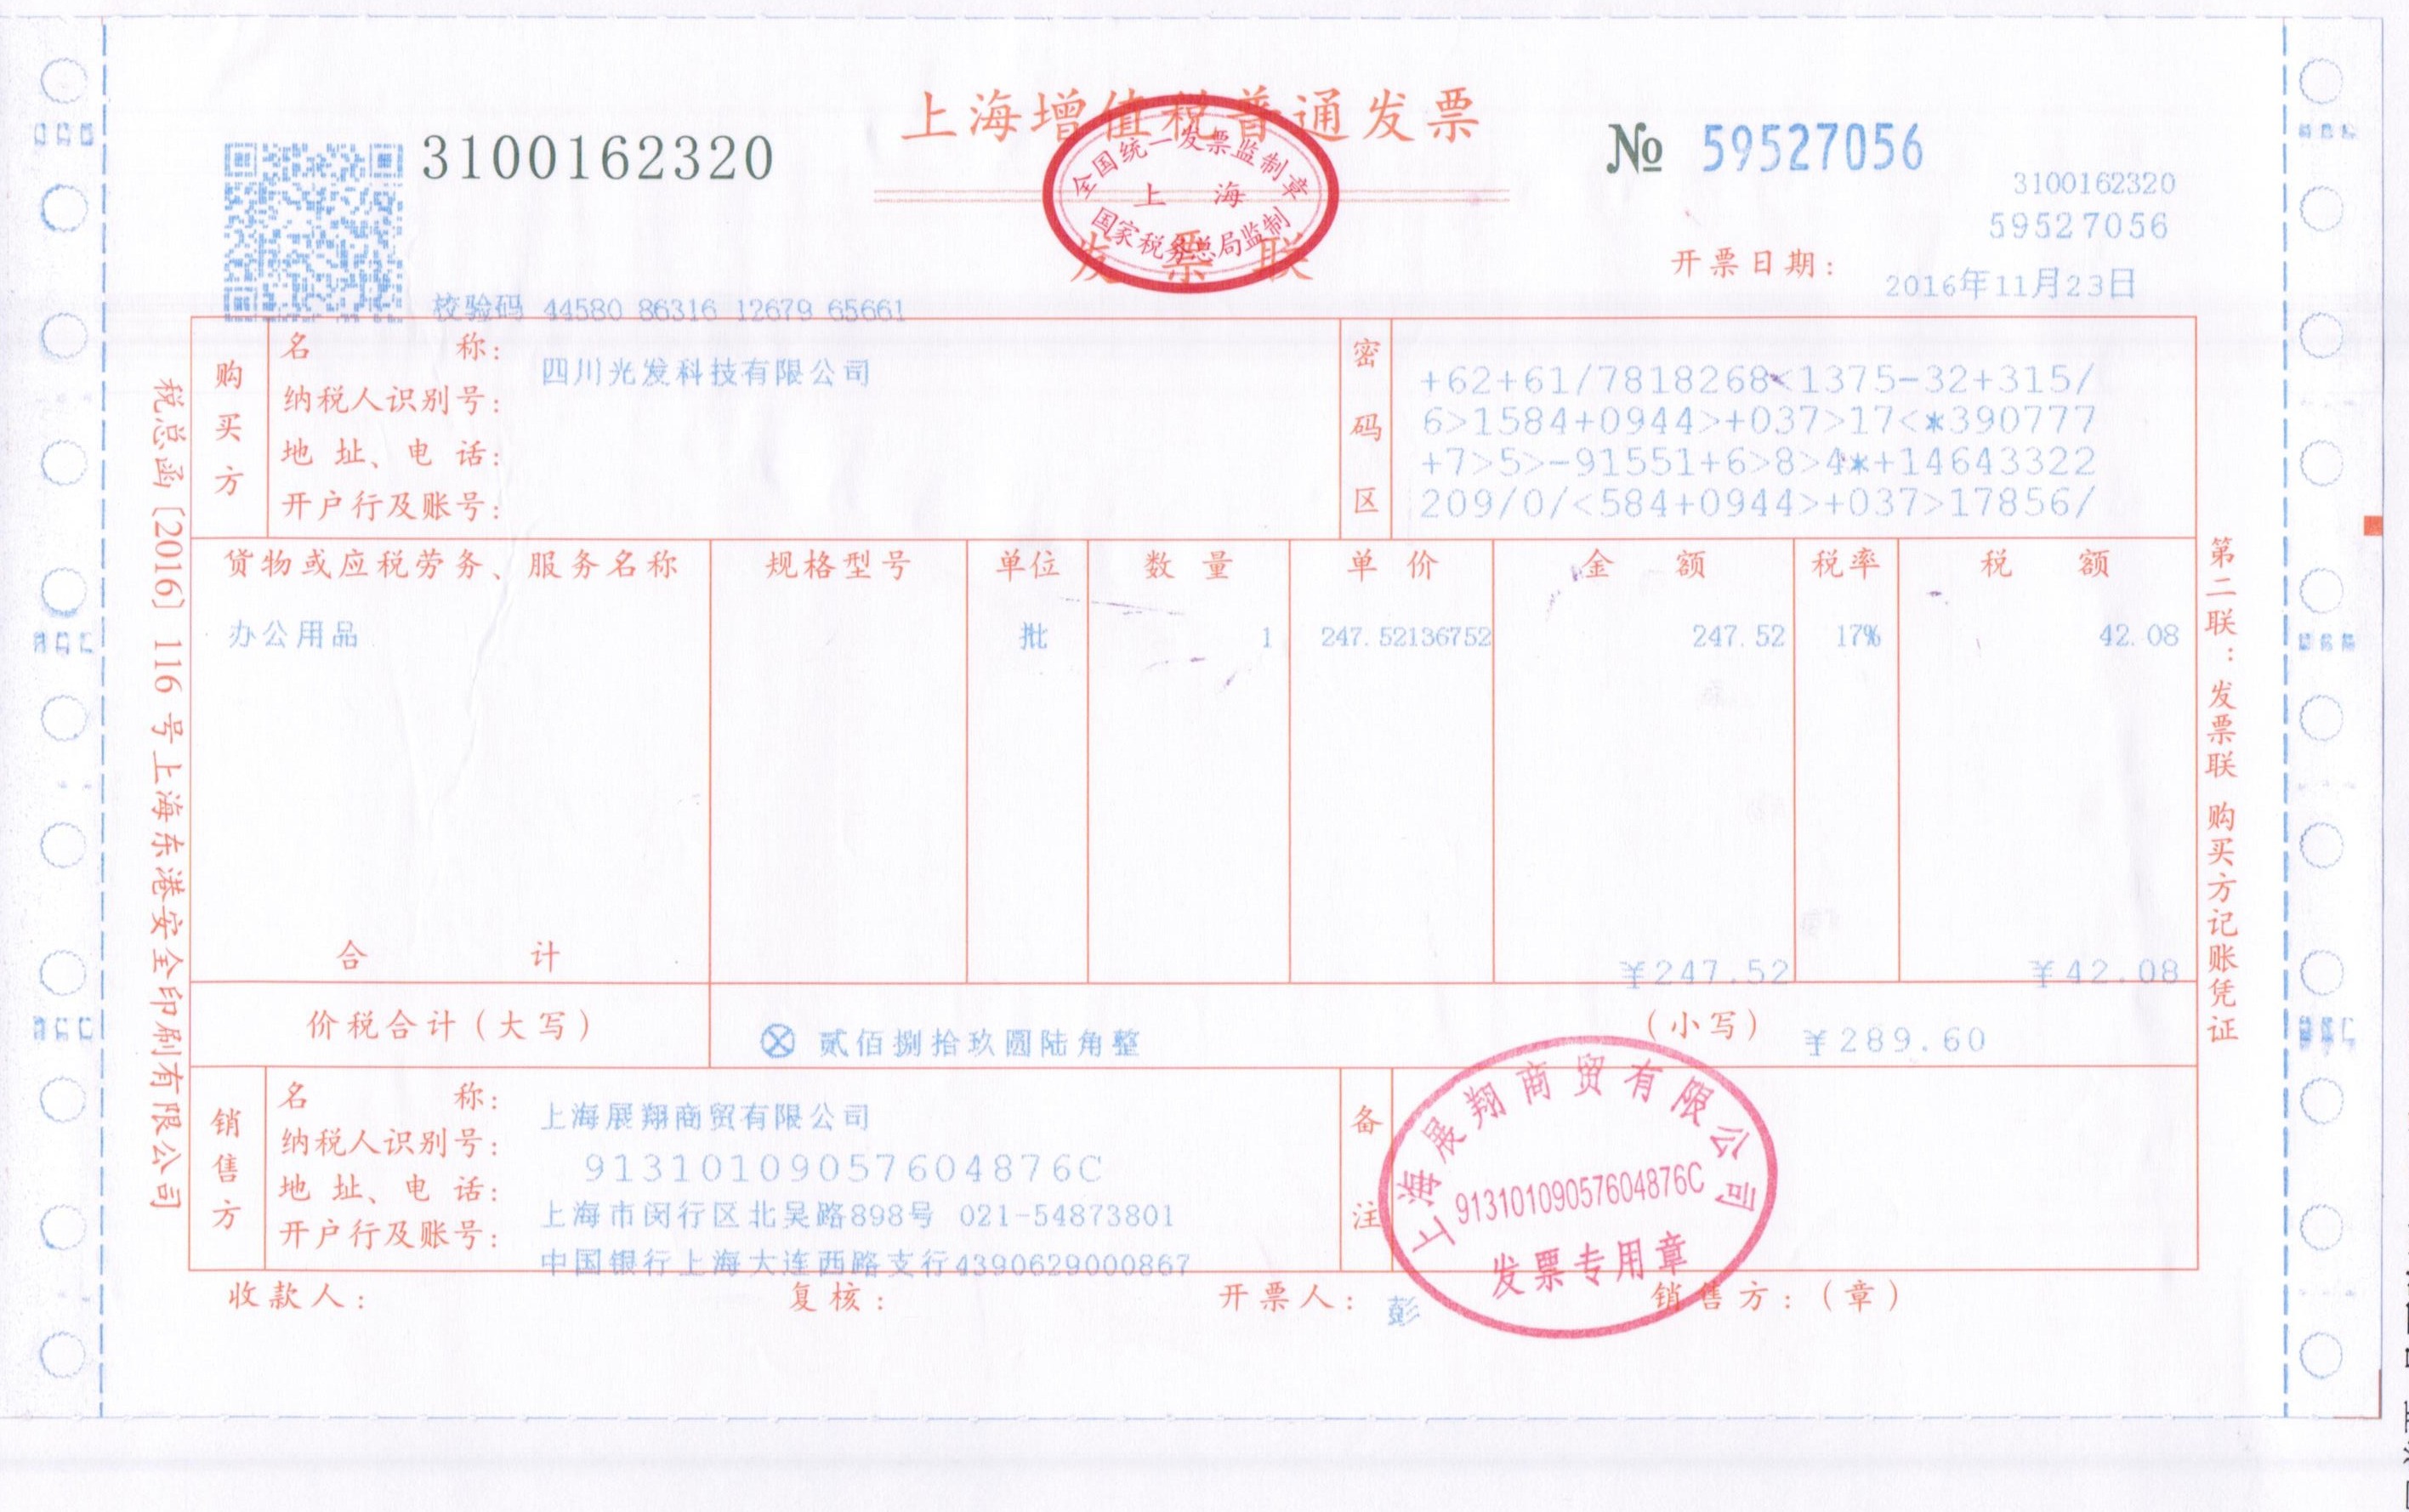 上海增值税普通发票
全国统一发票监制章
上 海
国家税务总局监制
发 票 联
3100162320
No 59527056
3100162320
59527056
开票日期: 2016年11月23日
校验码 44580 86316 12679 65661
购买方
名 称: 四川光发科技有限公司
纳税人识别号:
地 址、电 话:
开户行及账号:
密码区
+62+61/7818268<1375-32+315/
6>1584+0944>+037>17<*390777
+7>5>-91551+6>8>4*+14643322
209/0/<584+0944>+037>17856/
货物或应税劳务、服务名称 规格型号 单位 数 量 单 价 金 额 税率 税 额
办公用品 批 1 247.52136752 247.52 17% 42.08
合 计 ¥247.52 ¥42.08
价税合计(大写) ⊗ 贰佰捌拾玖圆陆角整 (小写) ¥289.60
销售方
名 称: 上海展翔商贸有限公司
纳税人识别号: 91310109057604876C
地 址、电 话: 上海市闵行区北吴路898号 021-54873801
开户行及账号: 中国银行上海大连西路支行4390629000867
备注
上海展翔商贸有限公司
91310109057604876C
发票专用章
收款人: 复核: 开票人: 彭 销售方:(章)
税总函[2016] 116 号上海东港安全印刷有限公司
第二联:发票联 购买方记账凭证